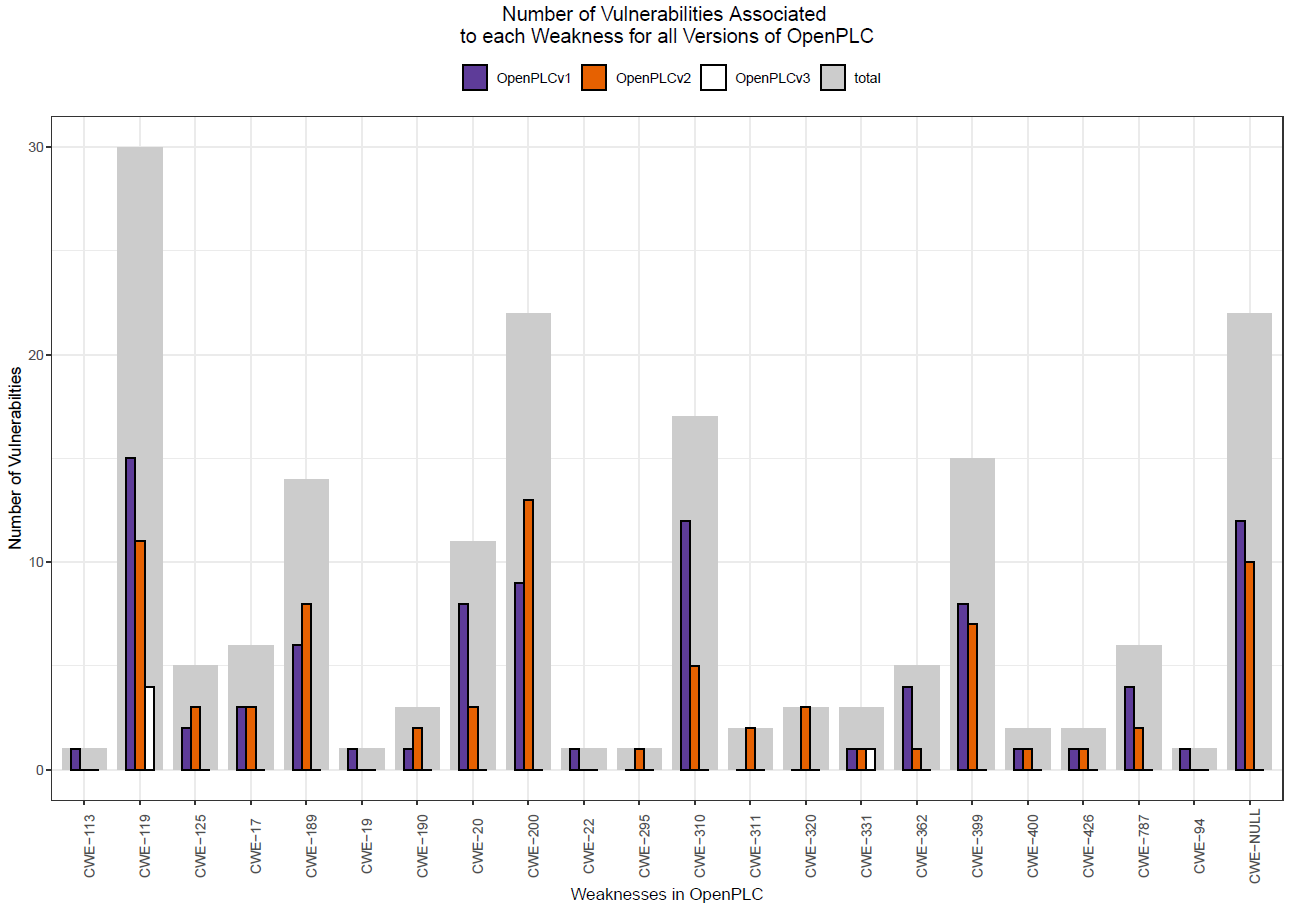 Number of Vulnerabilities Associated
to each Weakness for all Versions of OpenPLC
OpenPLCv1 OpenPLCv2 OpenPLCv3 total
Number of Vulnerabilties
30
20
10
0
CWE−113 CWE−119 CWE−125 CWE−17 CWE−189 CWE−19 CWE−190 CWE−20 CWE−200 CWE−22 CWE−295 CWE−310 CWE−311 CWE−320 CWE−331 CWE−362 CWE−399 CWE−400 CWE−426 CWE−787 CWE−94 CWE−NULL
Weaknesses in OpenPLC